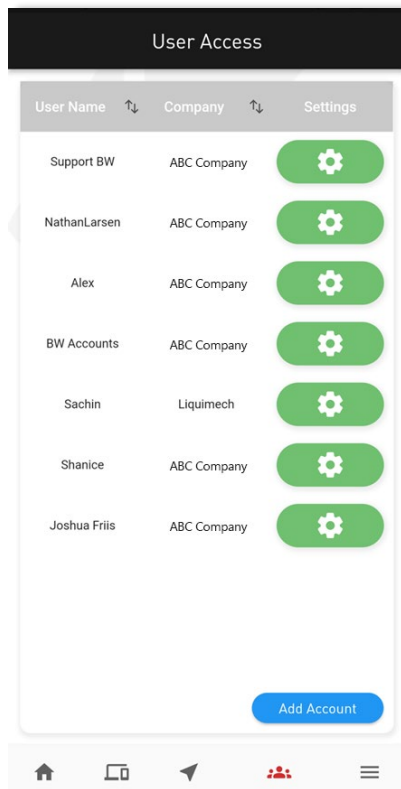 User Access
User Name Company Settings
Support BW ABC Company
NathanLarsen ABC Company
Alex ABC Company
BW Accounts ABC Company
Sachin Liquimech
Shanice ABC Company
Joshua Friis ABC Company
Add Account